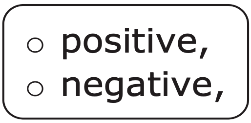 ○ positive,
○ negative,